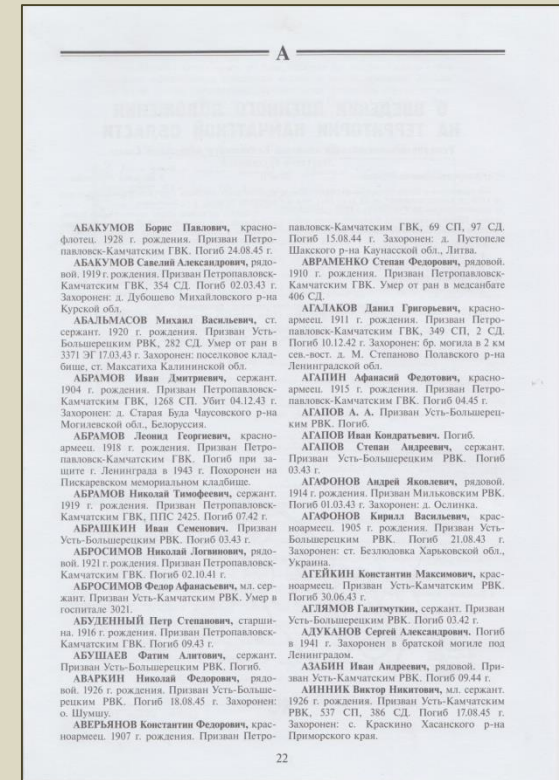 А
АБАКУМОВ Борис Павлович, красно-
флотец. 1928 г. рождения. Призван Петро-
павловск-Камчатским ГВК. Погиб 24.08.45 г.
АБАКУМОВ Савелий Александрович, рядо-
вой. 1919 г. рождения. Призван Петропавловск-
Камчатским ГВК, 354 СД. Погиб 02.03.43 г.
Захоронен: д. Дубошево Михайловского р-на
Курской обл.
АБАЛЬМАСОВ Михаил Васильевич, ст.
сержант. 1920 г. рождения. Призван Усть-
Большерецким РВК, 282 СД. Умер от ран в
3371 ЭГ 17.03.43 г. Захоронен: поселковое клад-
бище, ст. Максатиха Калининской обл.
АБРАМОВ Иван Дмитриевич, сержант.
1904 г. рождения. Призван Петропавловск-
Камчатским ГВК, 1268 СП. Убит 04.12.43 г.
Захоронен: д. Старая Буда Чаусовского р-на
Могилевской обл., Белоруссия.
АБРАМОВ Леонид Георгиевич, красно-
армеец. 1918 г. рождения. Призван Петро-
павловск-Камчатским ГВК. Погиб при за-
щите г. Ленинграда в 1943 г. Похоронен на
Пискаревском мемориальном кладбище.
АБРАМОВ Николай Тимофеевич, сержант.
1919 г. рождения. Призван Петропавловск-
Камчатским ГВК, ППС 2425. Погиб 07.42 г.
АБРАШКИН Иван Семенович. Призван
Усть-Большерецким РВК. Погиб 03.43 г.
АБРОСИМОВ Николай Логвинович, рядо-
вой. 1921 г. рождения. Призван Петропавловск-
Камчатским ГВК. Погиб 02.10.41 г.
АБРОСИМОВ Федор Афанасьевич, мл. сер-
жант. Призван Усть-Камчатским РВК. Умер в
госпитале 3021.
АБУДЕННЫЙ Петр Степанович, старши-
на. 1916 г. рождения. Призван Петропавловск-
Камчатским ГВК. Погиб 09.43 г.
АБУШАЕВ Фатим Алитович, сержант.
Призван Усть-Большерецким РВК. Погиб.
АВАРКИН Николай Федорович, рядо-
вой. 1926 г. рождения. Призван Усть-Больше-
рецким РВК. Погиб 18.08.45 г. Захоронен:
о. Шумшу.
АВЕРЬЯНОВ Константин Федорович, крас-
ноармеец. 1907 г. рождения. Призван Петро-
павловск-Камчатским ГВК, 69 СП, 97 СД.
Погиб 15.08.44 г. Захоронен: д. Пустопеле
Шакского р-на Каунасской обл., Литва.
АВРАМЕНКО Степан Федорович, рядовой.
1910 г. рождения. Призван Петропавловск-
Камчатским ГВК. Умер от ран в медсанбате
406 СД.
АГАЛАКОВ Данил Григорьевич, красно-
армеец. 1911 г. рождения. Призван Петро-
павловск-Камчатским ГВК, 349 СП, 2 СД.
Погиб 10.12.42 г. Захоронен: бр. могила в 2 км
сев.-вост. д. М. Степаново Полавского р-на
Ленинградской обл.
АГАПИН Афанасий Федотович, красно-
армеец. 1915 г. рождения. Призван Петро-
павловск-Камчатским ГВК. Погиб 04.45 г.
АГАПОВ А. А. Призван Усть-Большерец-
ким РВК. Погиб.
АГАПОВ Иван Кондратьевич. Погиб.
АГАПОВ Степан Андреевич, сержант.
Призван Усть-Большерецким РВК. Погиб
03.43 г.
АГАФОНОВ Андрей Яковлевич, рядовой.
1914 г. рождения. Призван Мильковским РВК.
Погиб 01.03.43 г. Захоронен: д. Ослинка.
АГАФОНОВ Кирилл Васильевич, крас-
ноармеец. 1905 г. рождения. Призван Усть-
Большерецким РВК. Погиб 21.08.43 г.
Захоронен: ст. Безлюдовка Харьковской обл.,
Украина.
АГЕЙКИН Константин Максимович, крас-
ноармеец. Призван Усть-Камчатским РВК.
Погиб 30.06.43 г.
АГЛЯМОВ Галитмуткин, сержант. Призван
Усть-Большерецким РВК. Погиб 03.42 г.
АДУКАНОВ Сергей Александрович. Погиб
в 1941 г. Захоронен в братской могиле под
Ленинградом.
АЗАБИН Иван Андреевич, рядовой. При-
зван Усть-Большерецким РВК. Погиб 09.44 г.
АИННИК Виктор Никитович, мл. сержант.
1926 г. рождения. Призван Усть-Камчатским
РВК, 537 СП, 386 СД. Погиб 17.08.45 г.
Захоронен: с. Краскино Хасанского р-на
Приморского края.
22